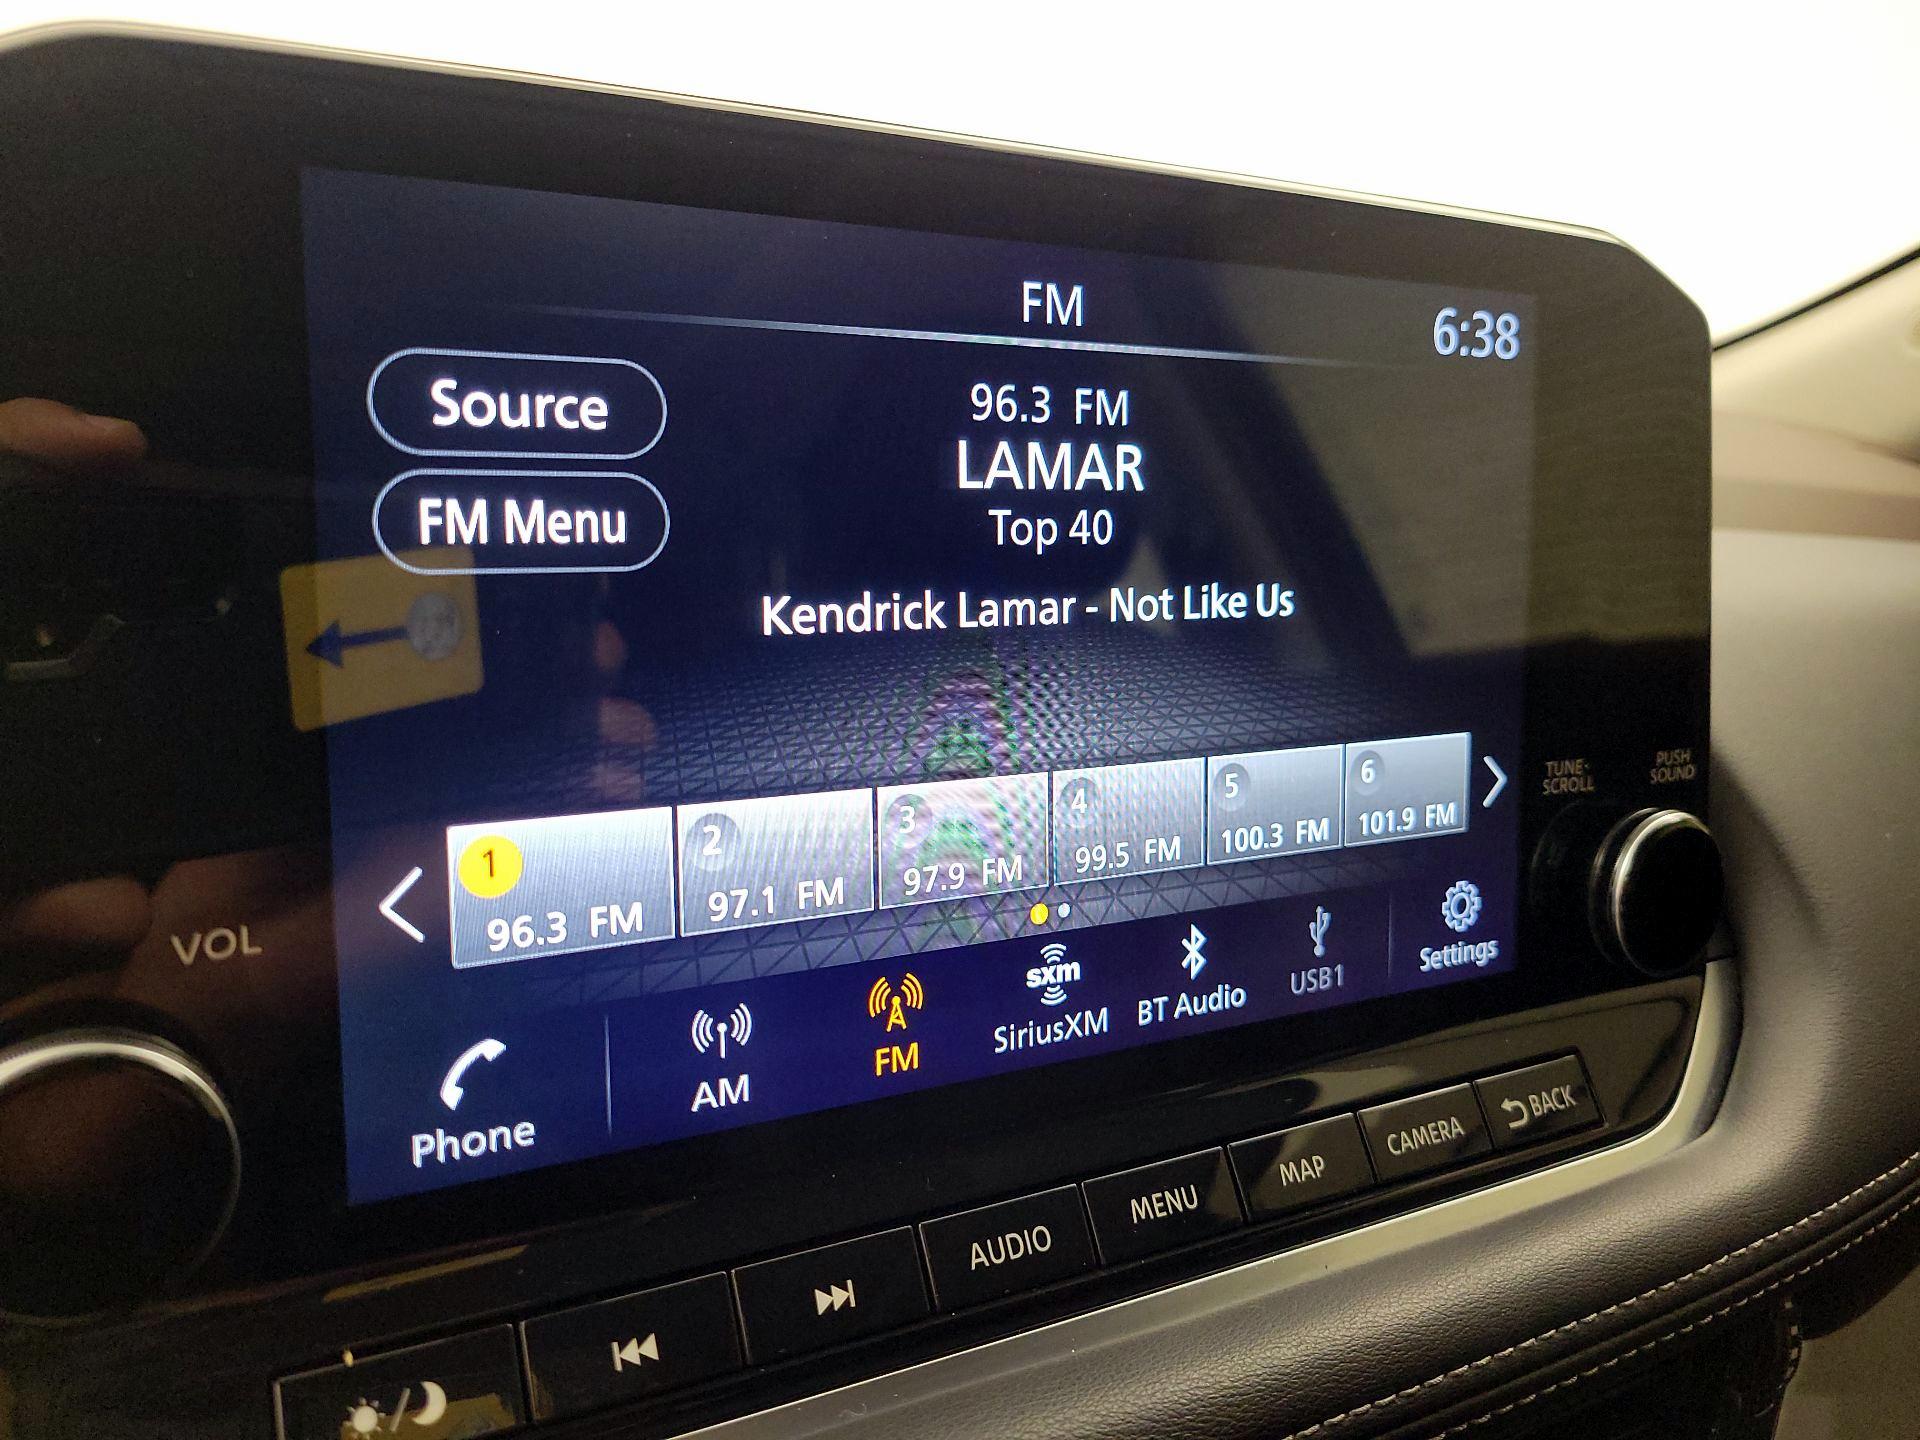 FM
6:38
Source
96.3 FM
LAMAR
FM Menu
Top 40
Kendrick Lamar - Not Like Us
TUNE·
SCROLL
PUSH
SOUND
1
96.3 FM
2
97.1 FM
3
97.9 FM
4
99.5 FM
5
100.3 FM
6
101.9 FM
VOL
Phone
AM
FM
sxm
SiriusXM
BT Audio
USB1
Settings
AUDIO
MENU
MAP
CAMERA
BACK